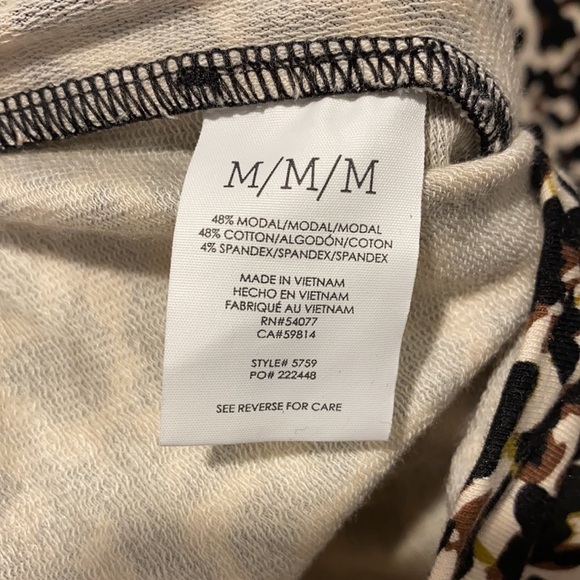 M/M/M
48% MODAL/MODAL/MODAL
48% COTTON/ALGODÓN/COTON
4% SPANDEX/SPANDEX/SPANDEX
MADE IN VIETNAM
HECHO EN VIETNAM
FABRIQUÉ AU VIETNAM
RN#54077
CA#59814
STYLE# 5759
PO# 222448
SEE REVERSE FOR CARE